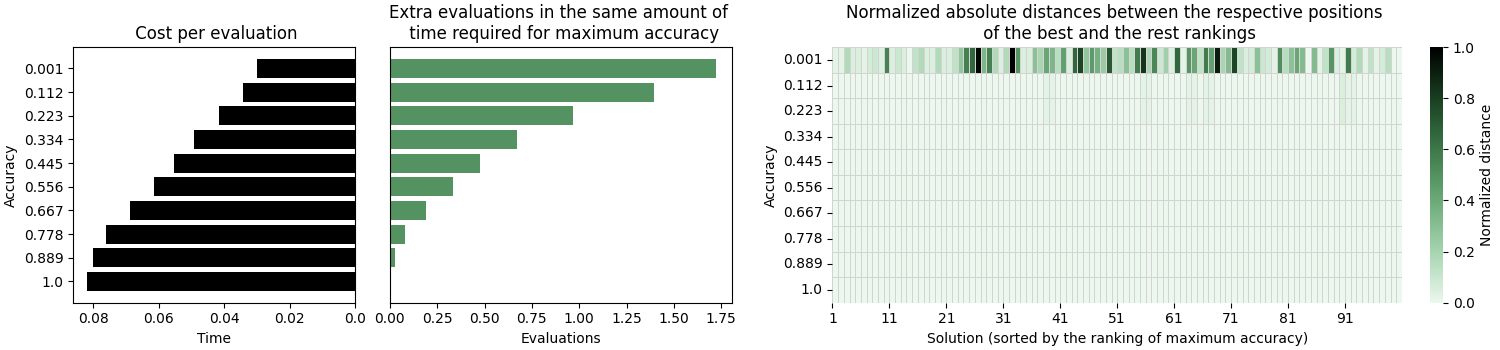 Cost per evaluation
Accuracy
0.001
0.112
0.223
0.334
0.445
0.556
0.667
0.778
0.889
1.0
0.08 0.06 0.04 0.02 0.0
Time
Extra evaluations in the same amount of
time required for maximum accuracy
0.00 0.25 0.50 0.75 1.00 1.25 1.50 1.75
Evaluations
Normalized absolute distances between the respective positions
of the best and the rest rankings
Accuracy
0.001
0.112
0.223
0.334
0.445
0.556
0.667
0.778
0.889
1.0
1 11 21 31 41 51 61 71 81 91
Solution (sorted by the ranking of maximum accuracy)
1.0
0.8
0.6
0.4
0.2
0.0
Normalized distance